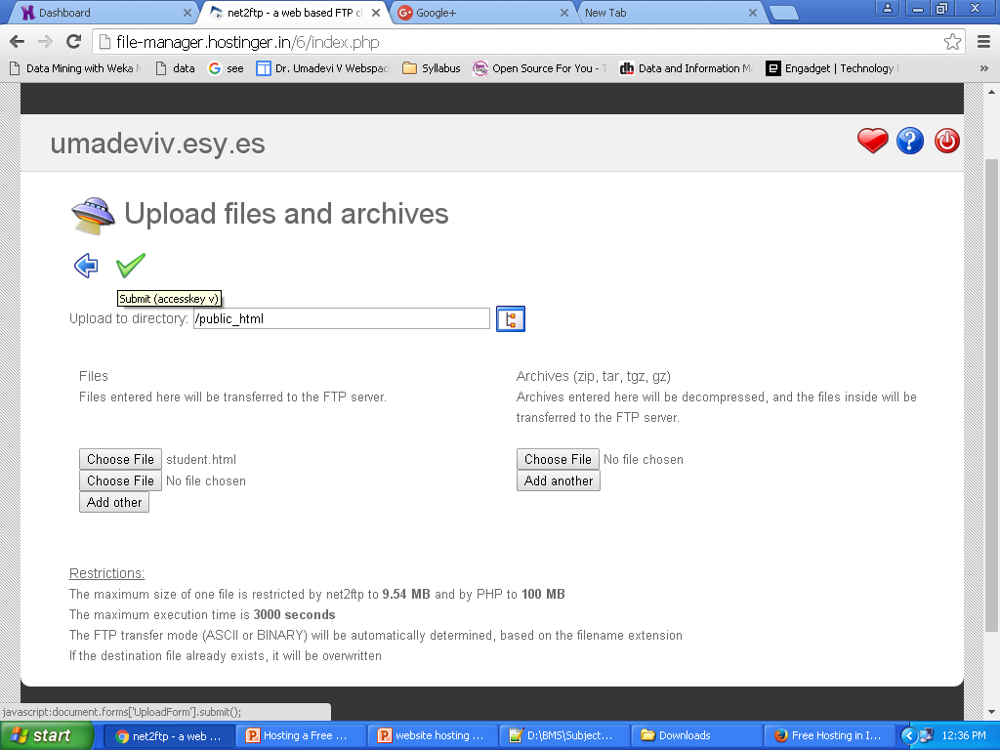 Dashboard
net2ftp - a web based FTP cl
Google+
New Tab
file-manager.hostinger.in/6/index.php
Data Mining with Weka
data
see
Dr. Umadevi V Webspac
Syllabus
Open Source For You -
Data and Information M
Engadget | Technology
»
umadeviv.esy.es
Upload files and archives
Submit (accesskey v)
Upload to directory: /public_html
Files
Files entered here will be transferred to the FTP server.
Archives (zip, tar, tgz, gz)
Archives entered here will be decompressed, and the files inside will be
transferred to the FTP server.
Choose File student.html
Choose File No file chosen
Add other
Choose File No file chosen
Add another
Restrictions:
The maximum size of one file is restricted by net2ftp to 9.54 MB and by PHP to 100 MB
The maximum execution time is 3000 seconds
The FTP transfer mode (ASCII or BINARY) will be automatically determined, based on the filename extension
If the destination file already exists, it will be overwritten
javascript:document.forms['UploadForm'].submit();
start
net2ftp - a web ...
Hosting a Free ...
website hosting ...
D:\BMS\Subject...
Downloads
Free Hosting in I...
12:36 PM